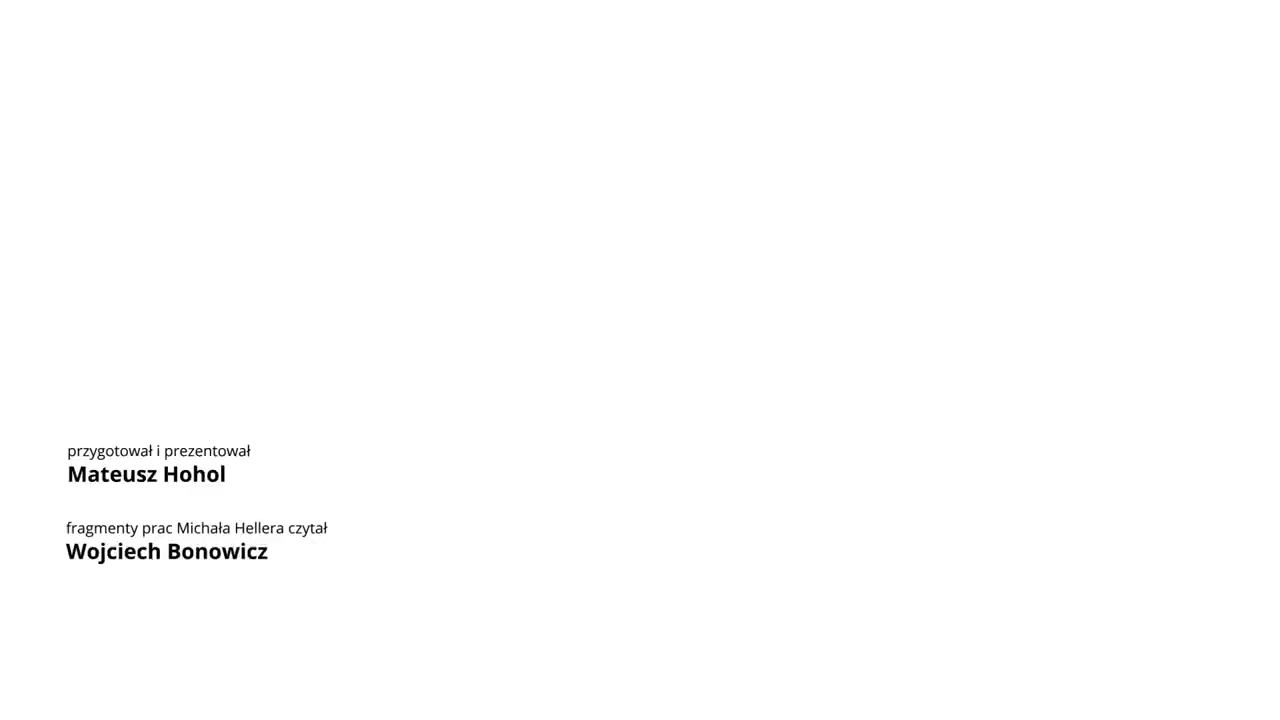 przygotował i prezentował
Mateusz Hohol
fragmenty prac Michała Hellera czytał
Wojciech Bonowicz